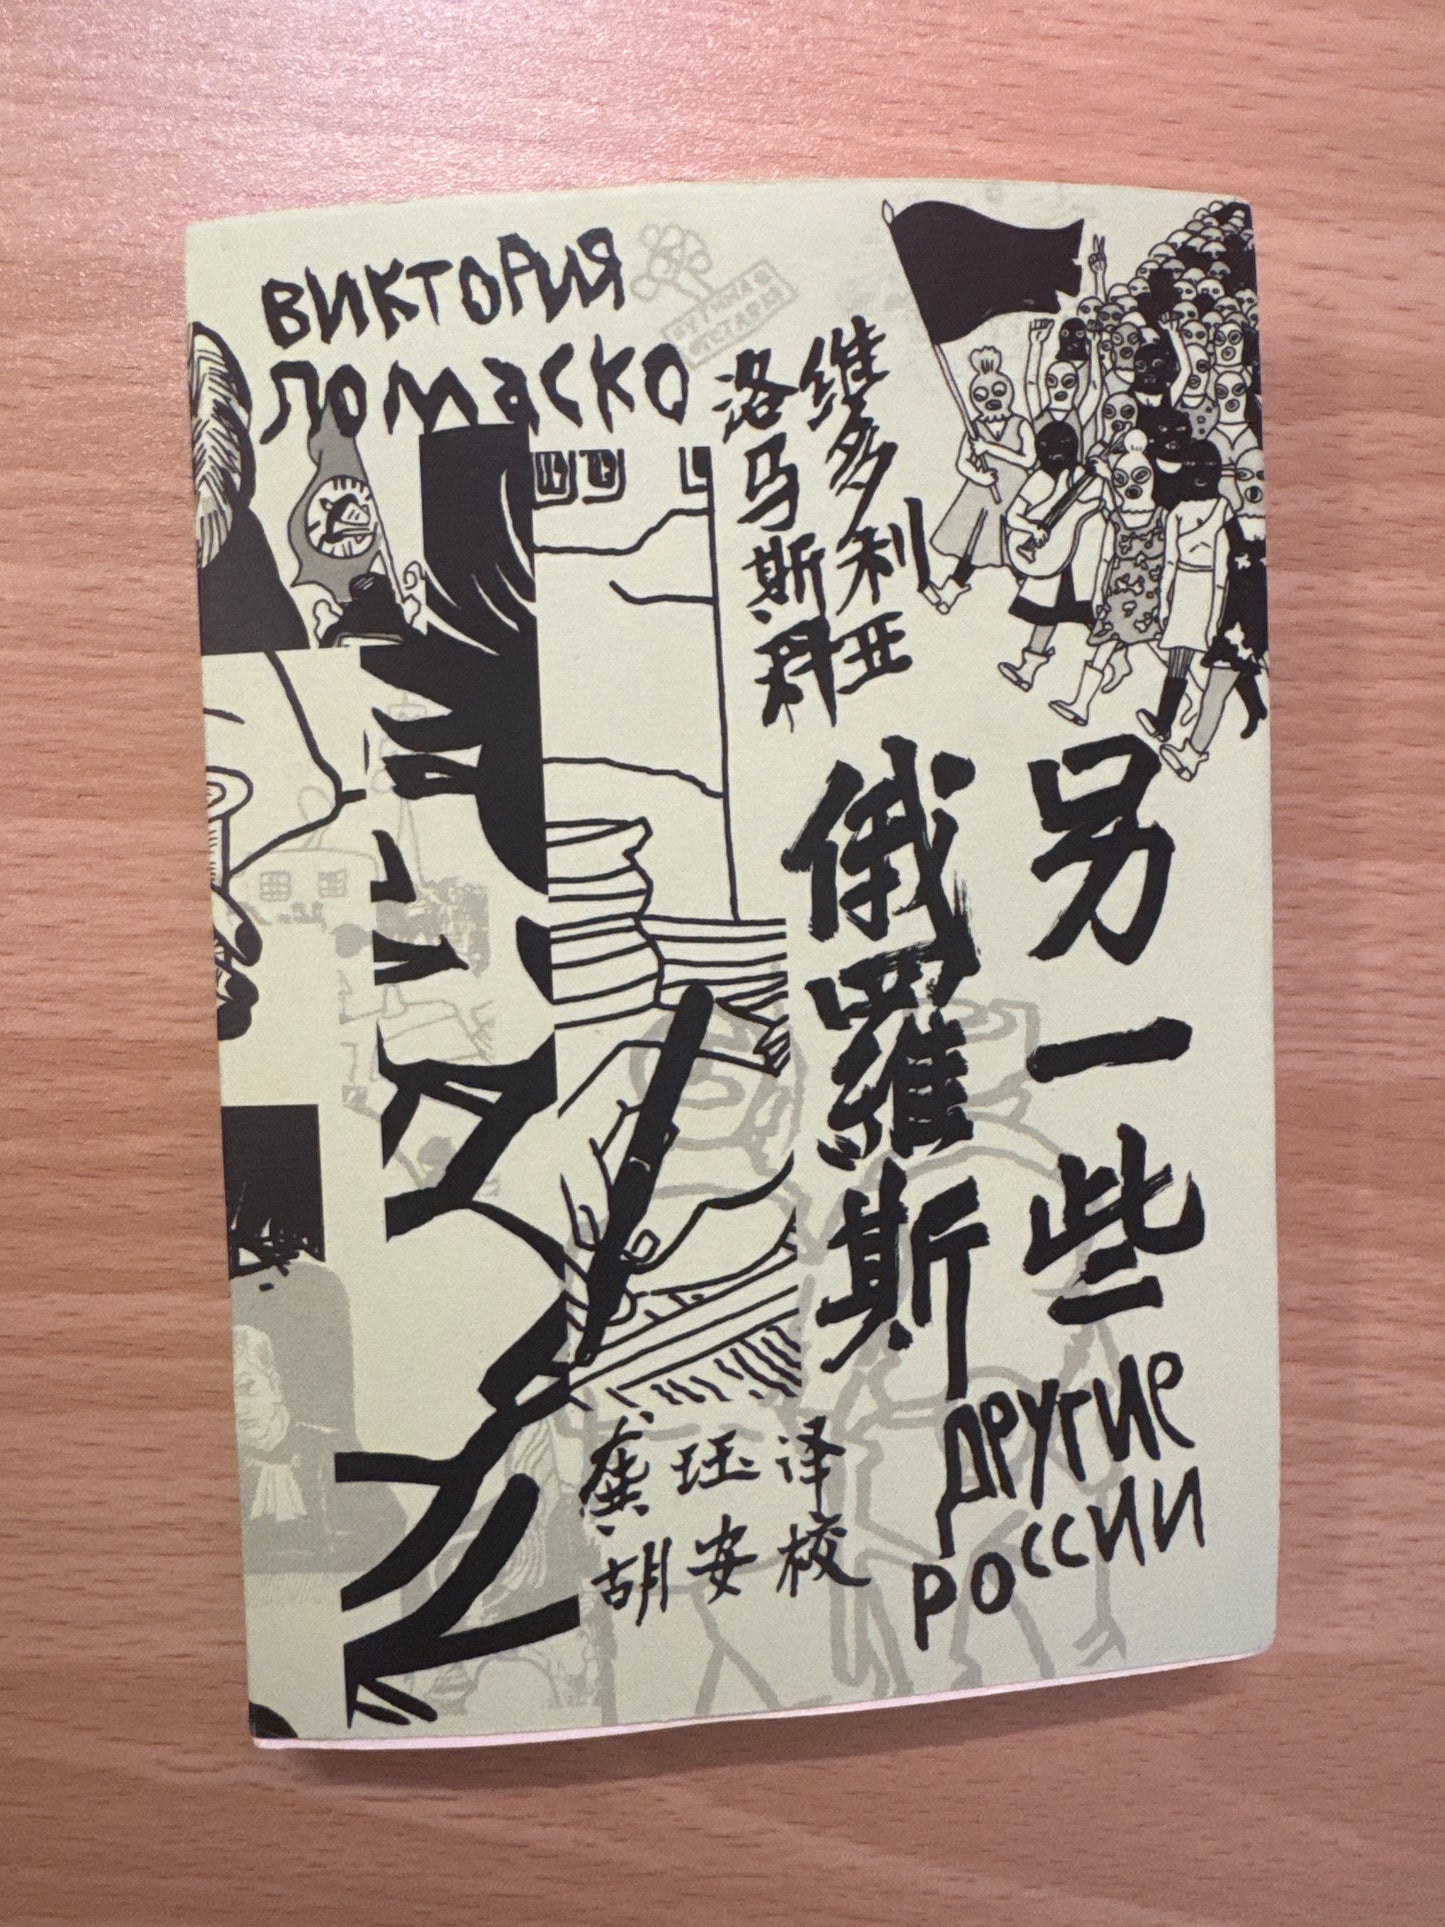 ВИКТОРИЯ
ЛОМАСКО
维多利亚
洛马斯科
另一些
俄羅斯
ДРУГИЕ
РОССИИ
龚珏译
胡安校